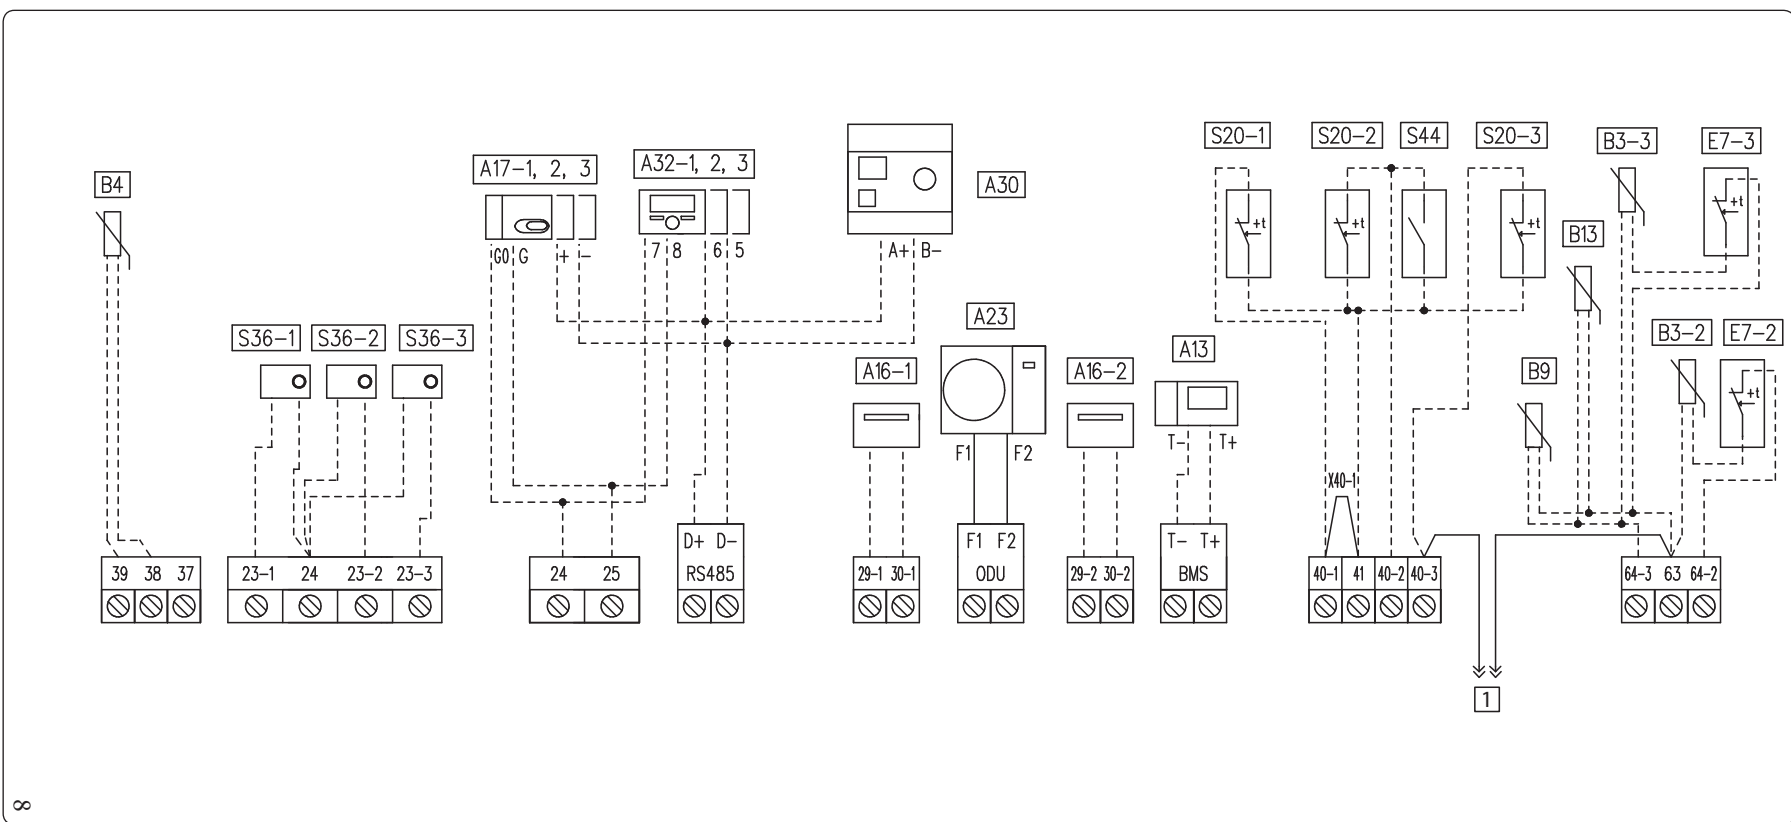 S20-1 S20-2 S44 S20-3 B3-3 E7-3
A17-1, 2, 3 A32-1, 2, 3
B4 A30
+t +t +t +t
B13
G0 G + - 7 8 6 5 A+ B-
A23
S36-1 S36-2 S36-3 B3-2 E7-2
A13
A16-1 A16-2 B9
+t
F1 F2 T- T+
X40-1
D+ D- F1 F2 T- T+
39 38 37 23-1 24 23-2 23-3 24 25 RS485 29-1 30-1 ODU 29-2 30-2 BMS 40-1 41 40-2 40-3 64-3 63 64-2
1
8